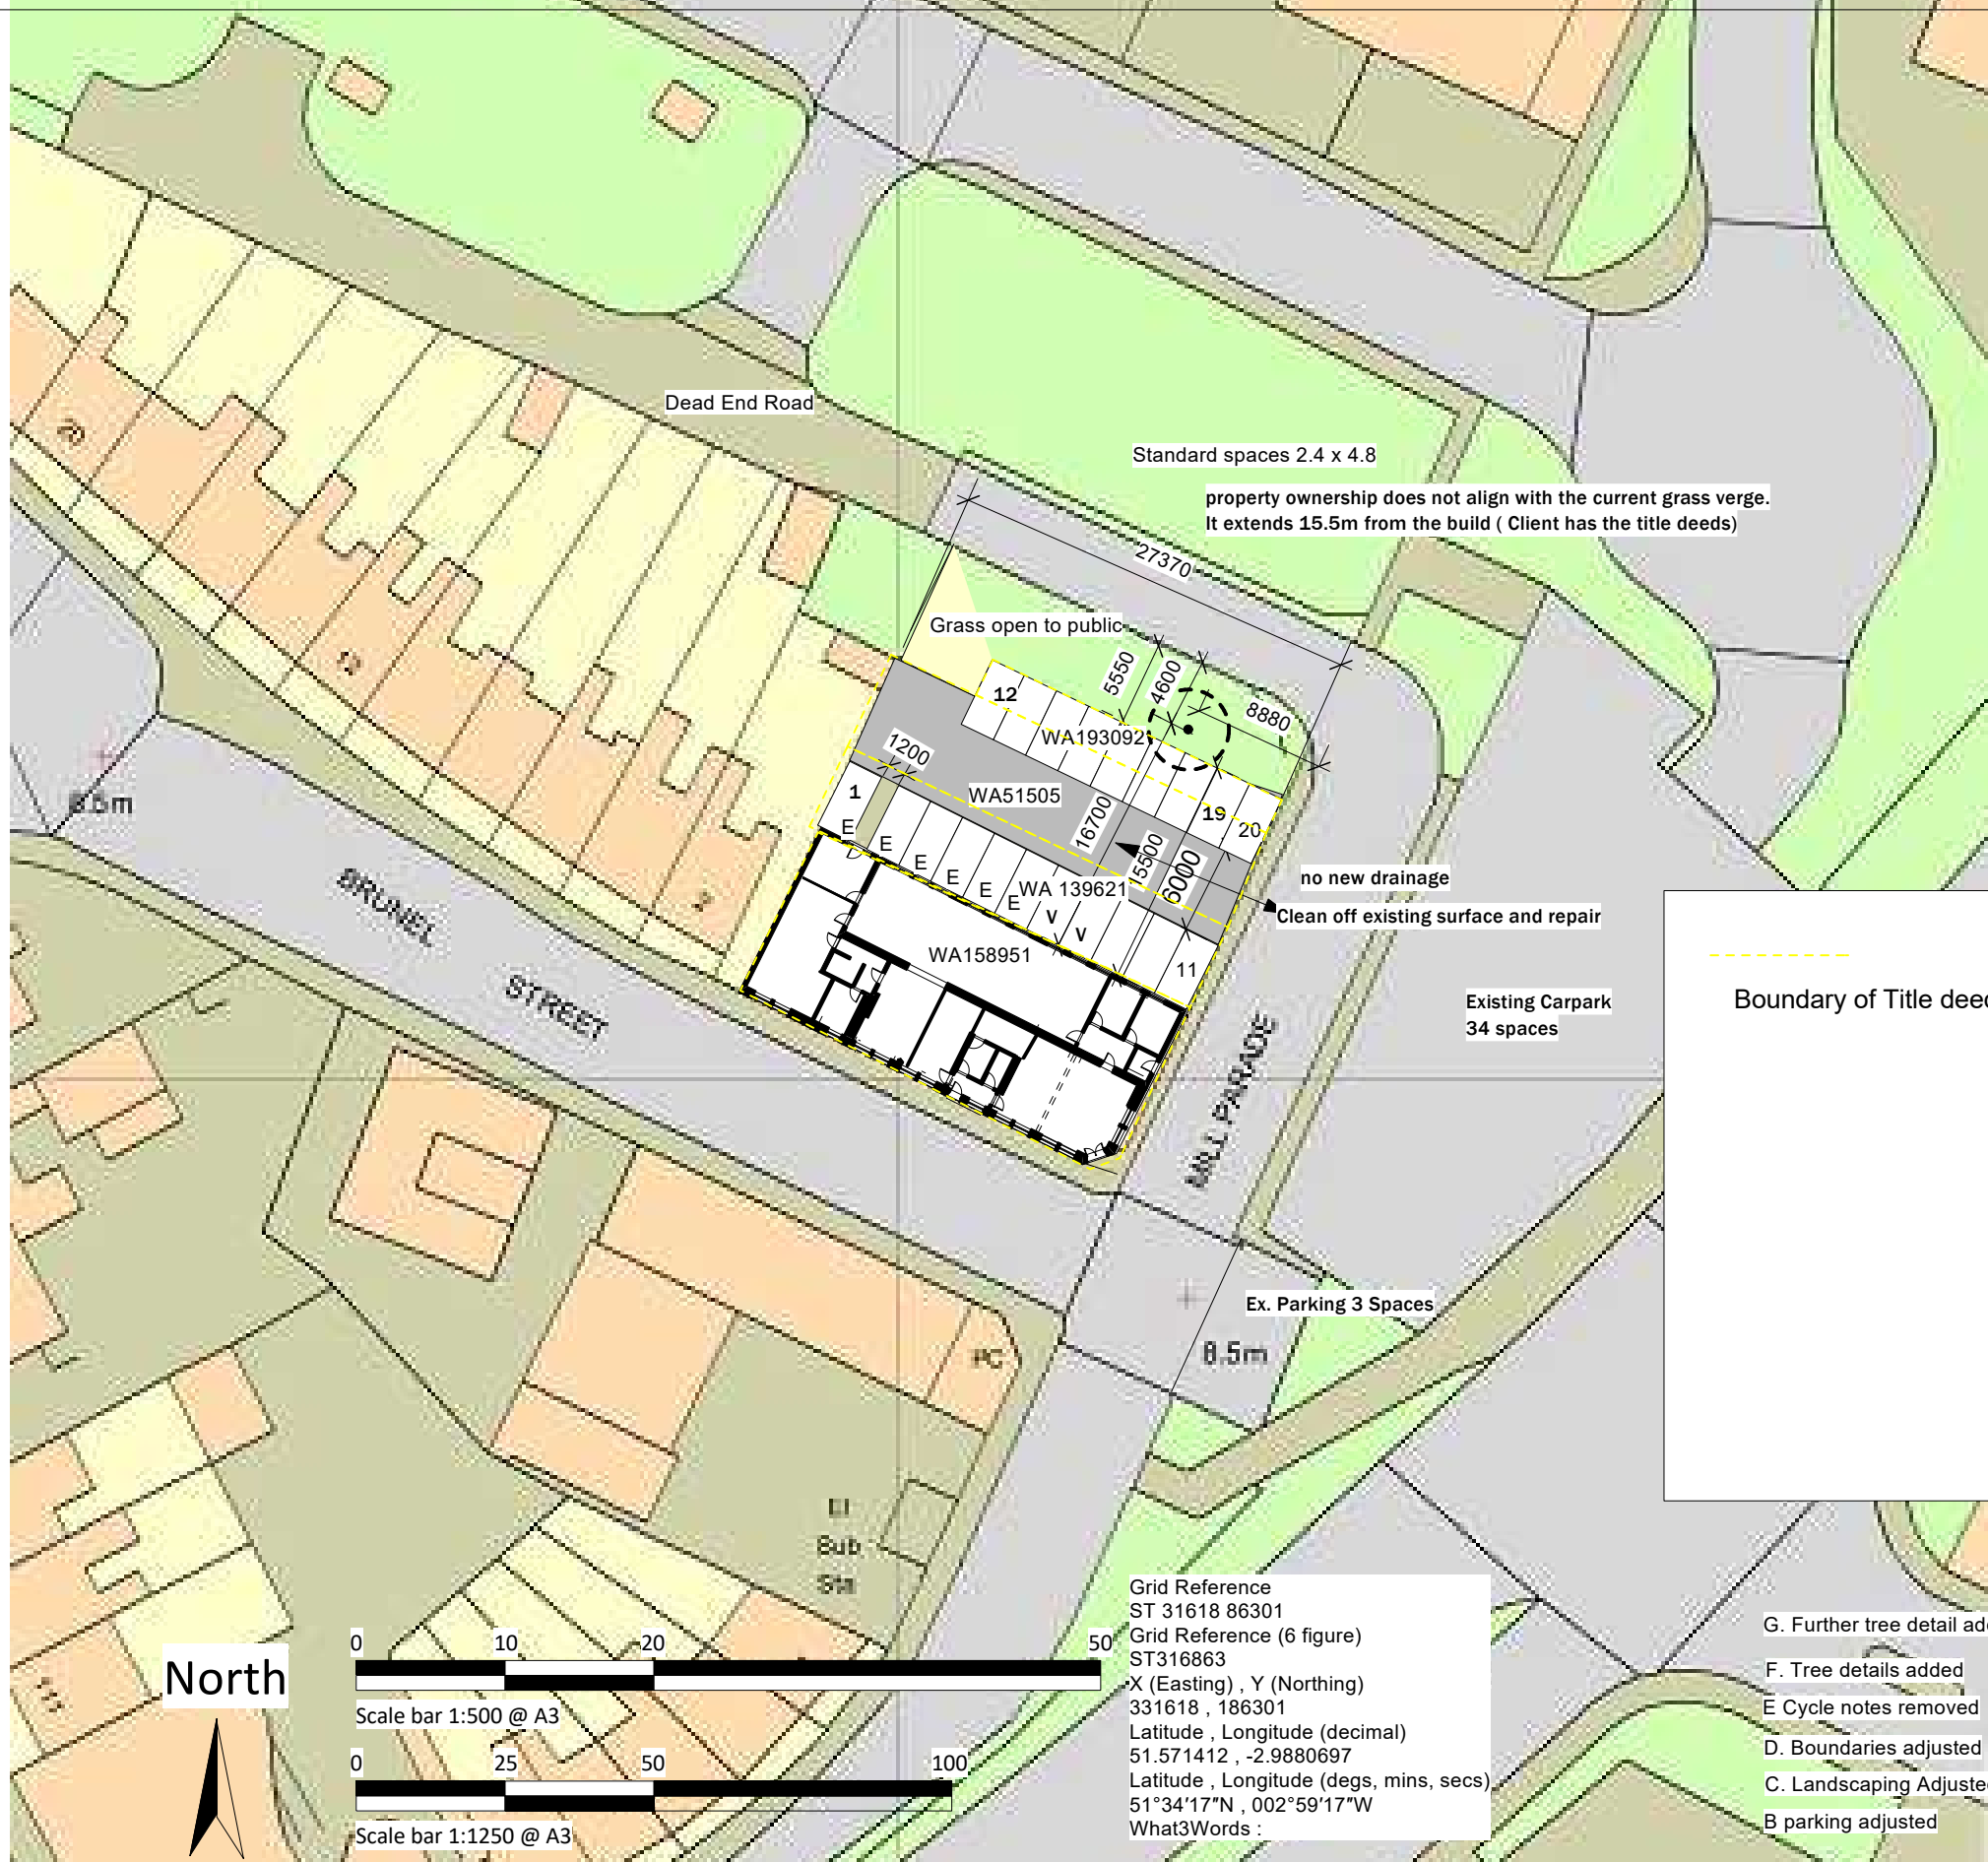 Dead End Road
Standard spaces 2.4 x 4.8
property ownership does not align with the current grass verge.
It extends 15.5m from the build ( Client has the title deeds)
27370
Grass open to public
5550
4600
8880
12
WA193092
1200
WA51505
1
19
20
16700
15500
6000
E
E
E
E
E
E
WA 139621
V
V
no new drainage
Clean off existing surface and repair
WA158951
11
8.5m
BRUNEL
STREET
MILL PARADE
Existing Carpark
34 spaces
Boundary of Title
Ex. Parking 3 Spaces
8.5m
PC
El
Sub
Sta
North
0 10 20 50
Scale bar 1:500 @ A3
0 25 50 100
Scale bar 1:1250 @ A3
Grid Reference
ST 31618 86301
Grid Reference (6 figure)
ST316863
X (Easting) , Y (Northing)
331618 , 186301
Latitude , Longitude (decimal)
51.571412 , -2.9880697
Latitude , Longitude (degs, mins, secs)
51°34′17″N , 002°59′17″W
What3Words :
G. Further tree detail
F. Tree details added
E Cycle notes removed
D. Boundaries adjusted
C. Landscaping
B parking adjusted